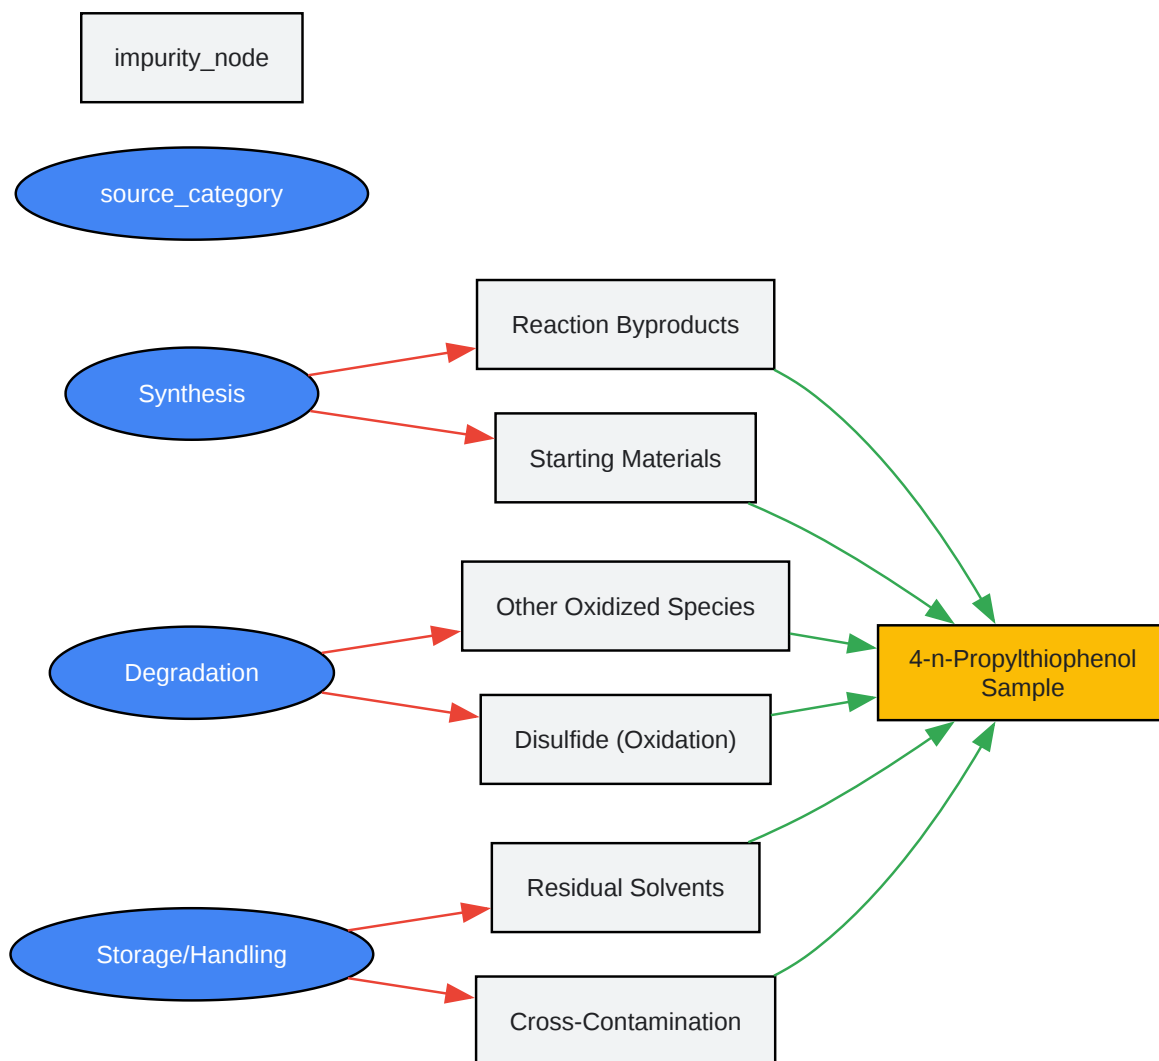 impurity_node
source_category
Synthesis
Reaction Byproducts
Starting Materials
Degradation
Other Oxidized Species
Disulfide (Oxidation)
4-n-Propylthiophenol
Sample
Storage/Handling
Residual Solvents
Cross-Contamination